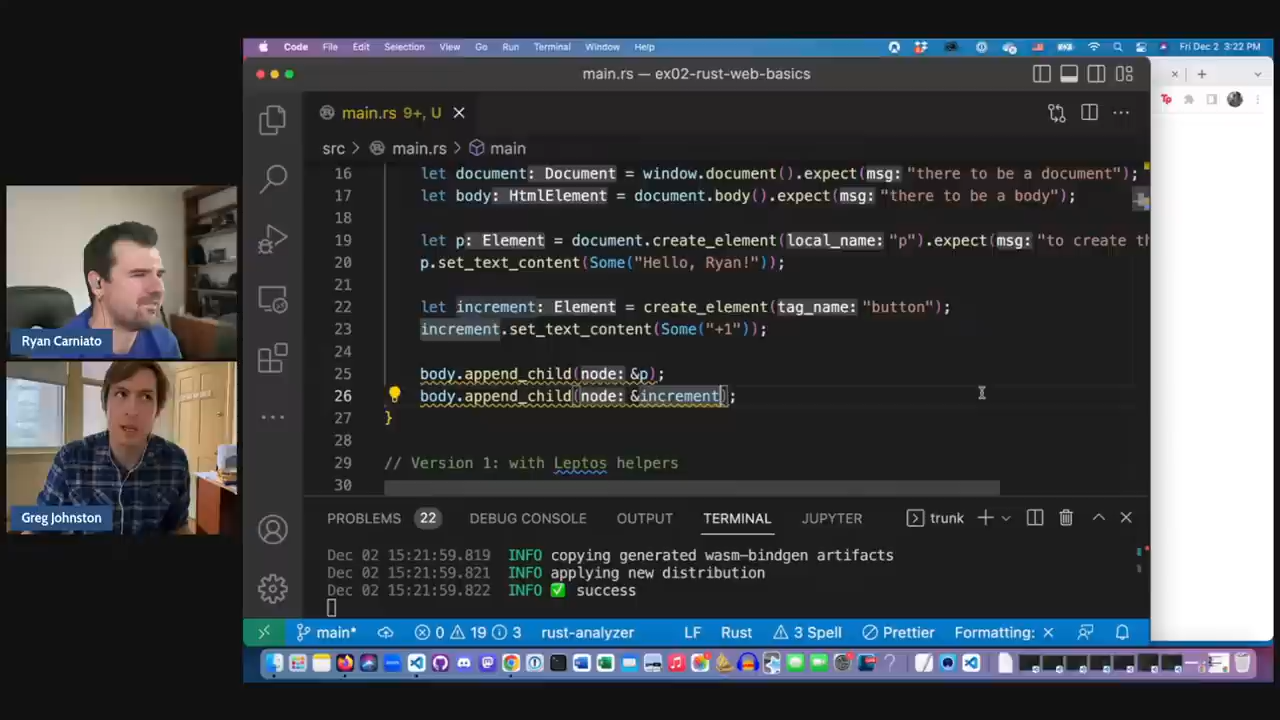 Code File Edit Selection View Go Run Terminal Window Help Fri Dec 2 3:22 PM
main.rs — ex02-rust-web-basics
main.rs 9+, U
src > main.rs > main
16 let document: Document = window.document().expect(msg: "there to be a document");
17 let body: HtmlElement = document.body().expect(msg: "there to be a body");
18
19 let p: Element = document.create_element(local_name: "p").expect(msg: "to create th
20 p.set_text_content(Some("Hello, Ryan!"));
21
22 let increment: Element = create_element(tag_name: "button");
23 increment.set_text_content(Some("+1"));
24
25 body.append_child(node: &p);
26 body.append_child(node: &increment);
27 }
28
29 // Version 1: with Leptos helpers
30
PROBLEMS 22 DEBUG CONSOLE OUTPUT TERMINAL JUPYTER trunk
Dec 02 15:21:59.819 INFO copying generated wasm-bindgen artifacts
Dec 02 15:21:59.821 INFO applying new distribution
Dec 02 15:21:59.822 INFO ✅ success
main* 0 19 3 rust-analyzer LF Rust 3 Spell Prettier Formatting: ×
Tp
Ryan Carniato
Greg Johnston